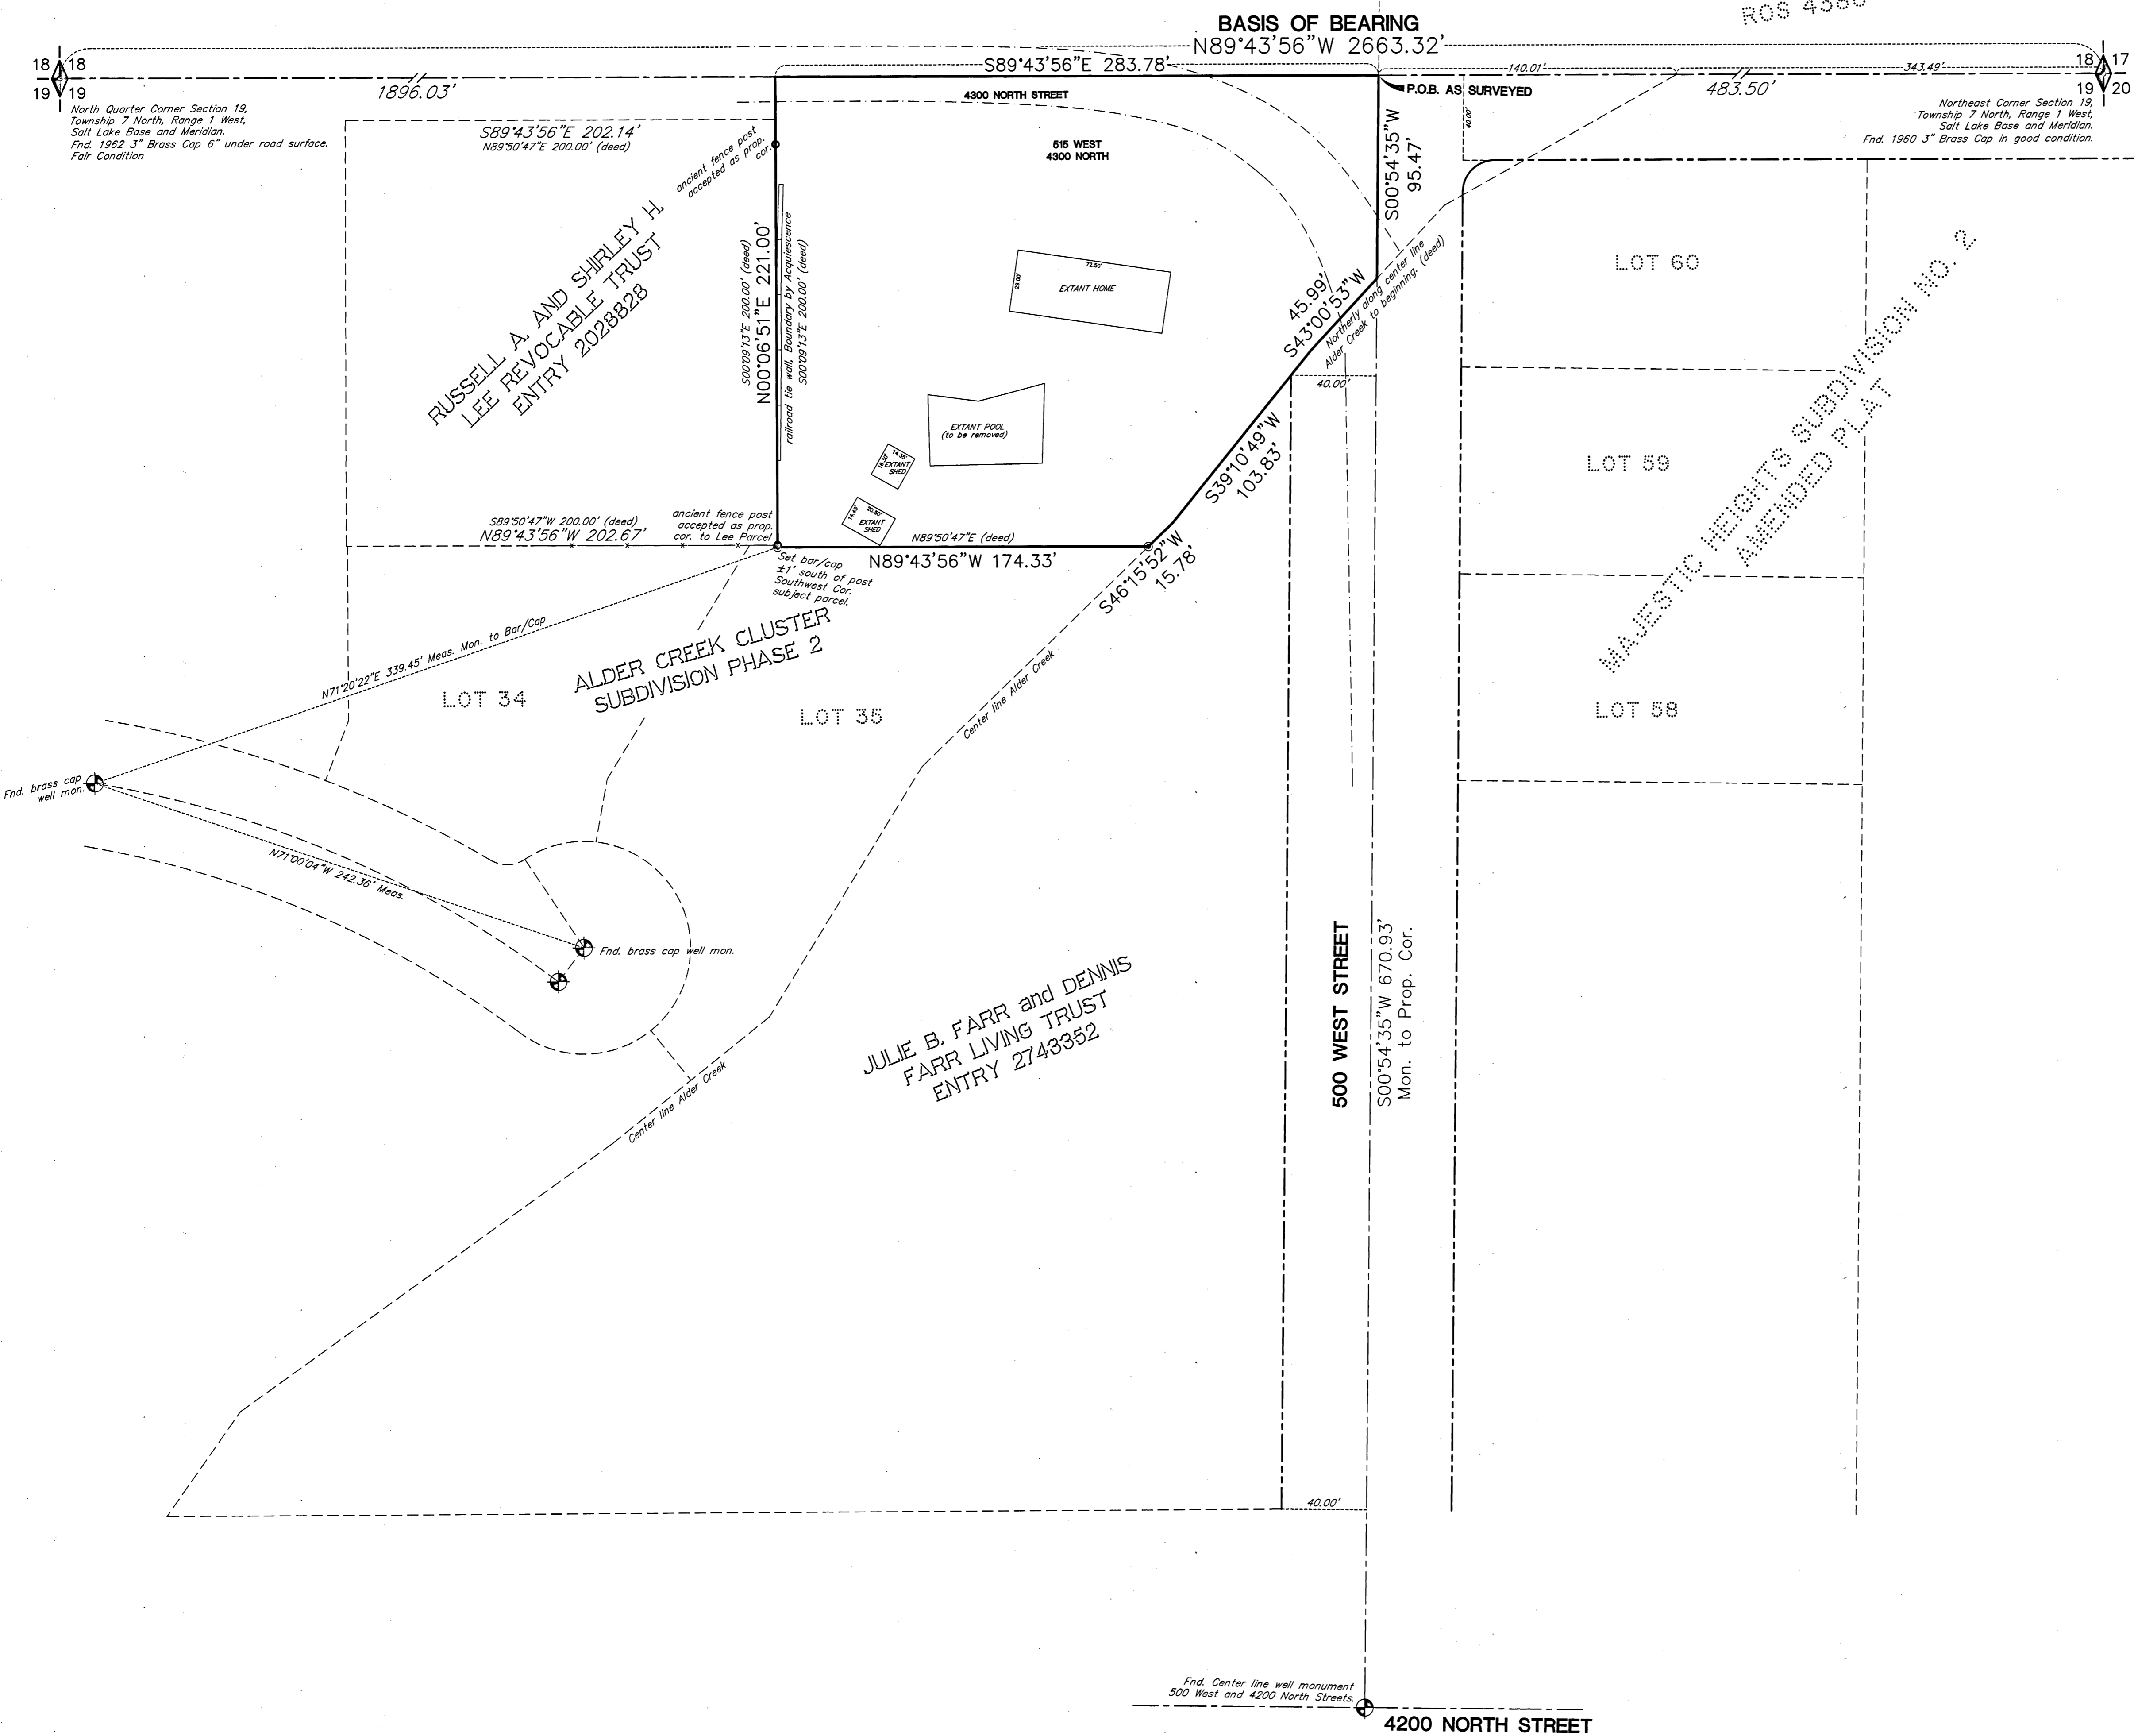 ROS 4380
BASIS OF BEARING
N89°43'56"W 2663.32'
S89°43'56"E 283.78'
18 18
19 19
1896.03'
140.01'
483.50'
343.49'
18 17
19 20
North Quarter Corner Section 19,
Township 7 North, Range 1 West,
Salt Lake Base and Meridian.
Fnd. 1962 3" Brass Cap 6" under road surface.
Fair Condition
4300 NORTH STREET
P.O.B. AS SURVEYED
Northeast Corner Section 19,
Township 7 North, Range 1 West,
Salt Lake Base and Meridian.
Fnd. 1960 3" Brass Cap in good condition.
40.00'
S89°43'56"E 202.14'
N89°50'47"E 200.00' (deed)
ancient fence post
accepted as prop.
cor.
515 WEST
4300 NORTH
S00°54'35"W
95.47'
RUSSELL A. AND SHIRLEY H.
LEE REVOCABLE TRUST
ENTRY 2028828
S00°09'13"E 200.00' (deed)
N00°06'51"E 221.00'
railroad tie wall, Boundary by Acquiescence
S00°09'13"E 200.00' (deed)
72.50'
29.00'
EXTANT HOME
45.99'
S43°00'53"W
Northerly along center line
Alder Creek to beginning. (deed)
40.00'
LOT 60
LOT 59
LOT 58
MAJESTIC HEIGHTS SUBDIVISION NO. 2
AMENDED PLAT
EXTANT POOL
(to be removed)
14.35'
EXTANT
SHED
20.50'
14.45'
EXTANT
SHED
S39°10'49"W
103.83'
S89°50'47"W 200.00' (deed)
N89°43'56"W 202.67'
ancient fence post
accepted as prop.
cor. to Lee Parcel
N89°50'47"E (deed)
N89°43'56"W 174.33'
S46°15'52"W
15.78'
Set bar/cap
±1' south of post
Southwest Cor.
subject parcel.
N71°20'22"E 339.45' Meas. Mon. to Bar/Cap
ALDER CREEK CLUSTER
SUBDIVISION PHASE 2
LOT 34
LOT 35
Center line Alder Creek
Fnd. brass cap
well mon.
N71°00'04"W 242.36' Meas.
Fnd. brass cap well mon.
JULIE B. FARR and DENNIS
FARR LIVING TRUST
ENTRY 2743352
Center line Alder Creek
500 WEST STREET
S00°54'35"W 670.93'
Mon. to Prop. Cor.
40.00'
Fnd. Center line well monument
500 West and 4200 North Streets.
4200 NORTH STREET